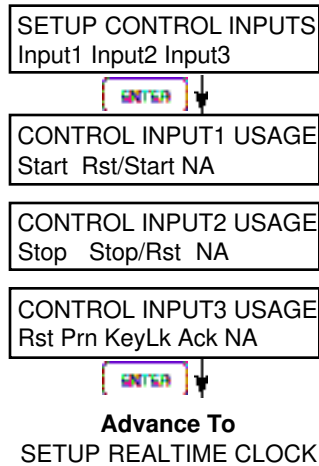 SETUP CONTROL INPUTS
Input1 Input2 Input3
ENTER
CONTROL INPUT1 USAGE
Start Rst/Start NA
CONTROL INPUT2 USAGE
Stop Stop/Rst NA
CONTROL INPUT3 USAGE
Rst Prn KeyLk Ack NA
ENTER
Advance To
SETUP REALTIME CLOCK